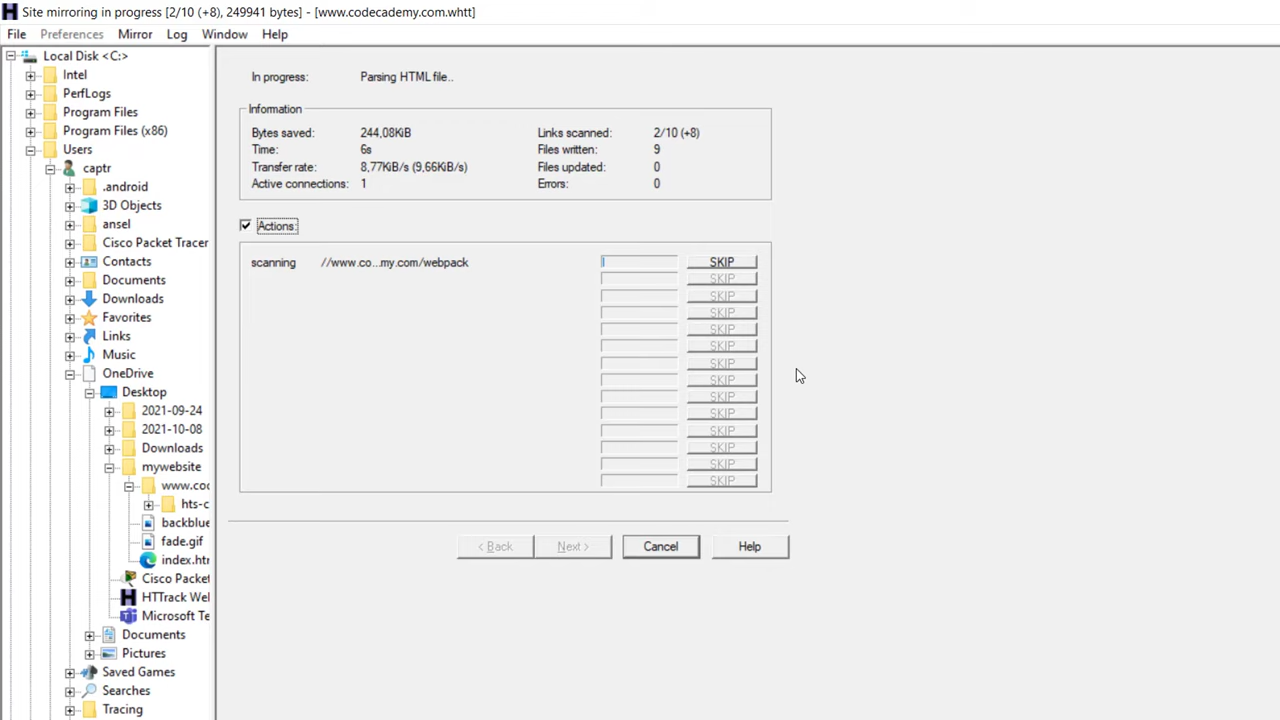 Site mirroring in progress [2/10 (+8), 249941 bytes] - [www.codecademy.com.whtt]
File Preferences Mirror Log Window Help
Local Disk <C:>
Intel
PerfLogs
Program Files
Program Files (x86)
Users
captr
.android
3D Objects
ansel
Cisco Packet Tracer
Contacts
Documents
Downloads
Favorites
Links
Music
OneDrive
Desktop
2021-09-24
2021-10-08
Downloads
mywebsite
www.coc
hts-c
backblue
fade.gif
index.htr
Cisco Packet
HTTrack Wel
Microsoft Te
Documents
Pictures
Saved Games
Searches
Tracing
In progress: Parsing HTML file..
Information
Bytes saved: 244,08KiB Links scanned: 2/10 (+8)
Time: 6s Files written: 9
Transfer rate: 8,77KiB/s (9,66KiB/s) Files updated: 0
Active connections: 1 Errors: 0
Actions:
scanning //www.co...my.com/webpack SKIP
SKIP
SKIP
SKIP
SKIP
SKIP
SKIP
SKIP
SKIP
SKIP
SKIP
SKIP
SKIP
SKIP
< Back Next > Cancel Help